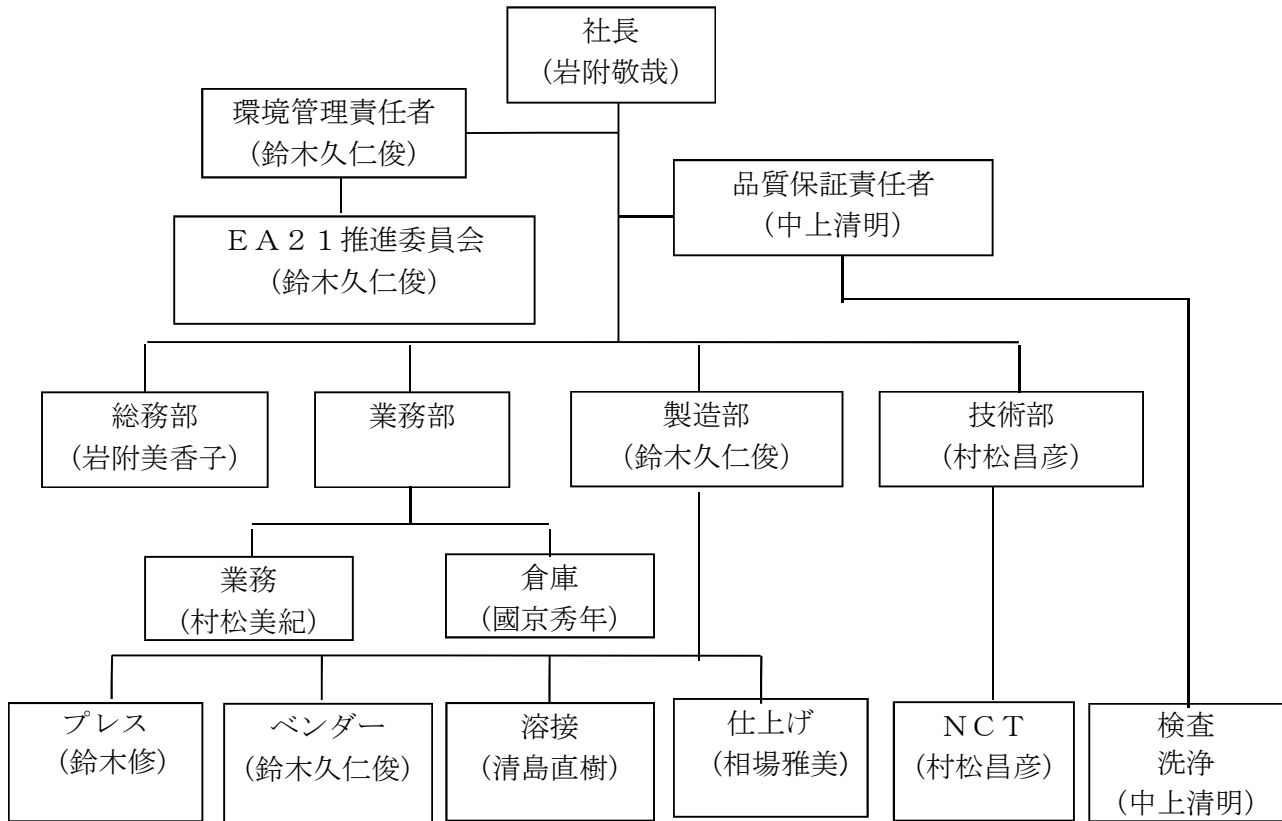 社長
(岩附敬哉)
環境管理責任者
(鈴木久仁俊)
品質保証責任者
(中上清明)
ＥＡ２１推進委員会
(鈴木久仁俊)
総務部
(岩附美香子)
業務部
製造部
(鈴木久仁俊)
技術部
(村松昌彦)
業務
(村松美紀)
倉庫
(國京秀年)
プレス
(鈴木修)
ベンダー
(鈴木久仁俊)
溶接
(清島直樹)
仕上げ
(相場雅美)
ＮＣＴ
(村松昌彦)
検査
洗浄
(中上清明)